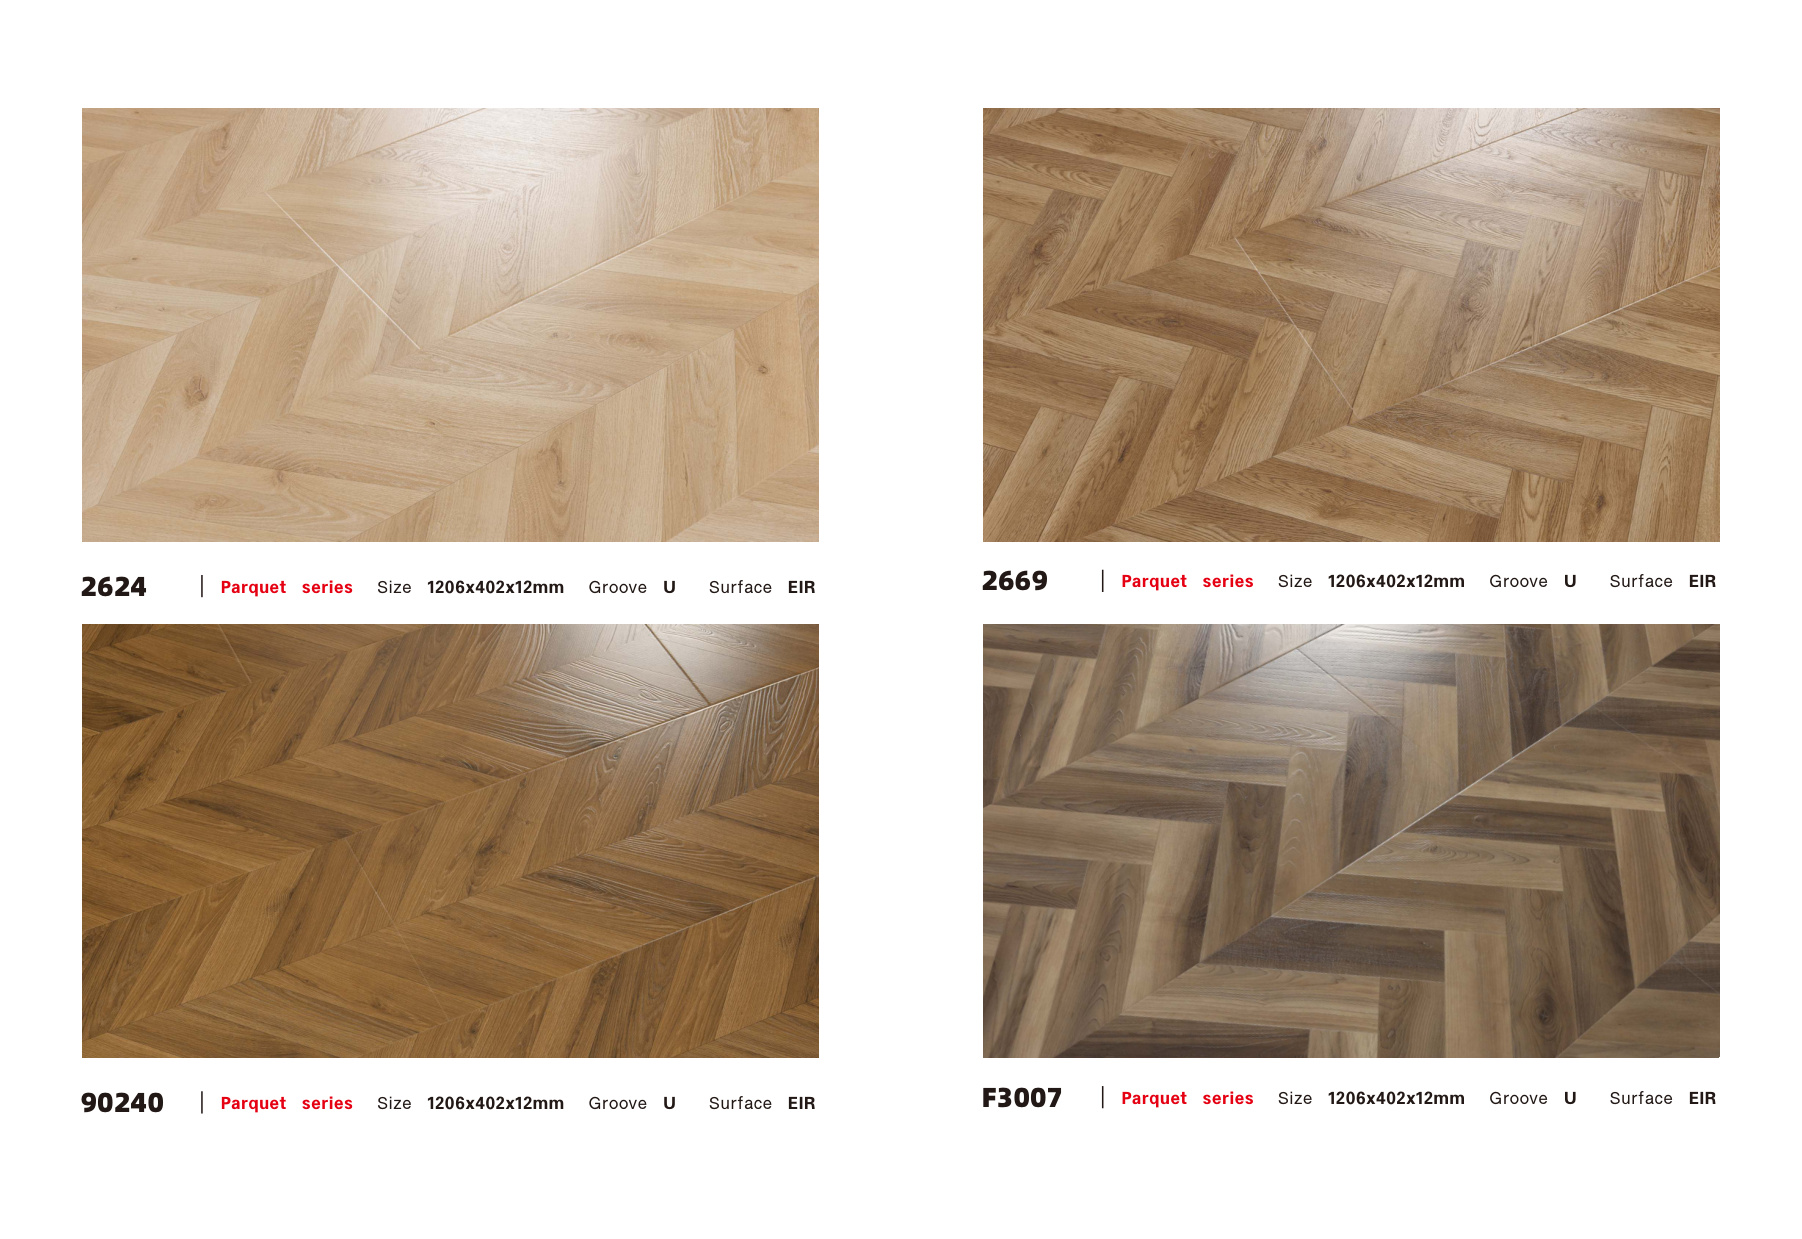 2624 | Parquet series Size 1206x402x12mm Groove U Surface EIR
2669 | Parquet series Size 1206x402x12mm Groove U Surface EIR
90240 | Parquet series Size 1206x402x12mm Groove U Surface EIR
F3007 | Parquet series Size 1206x402x12mm Groove U Surface EIR